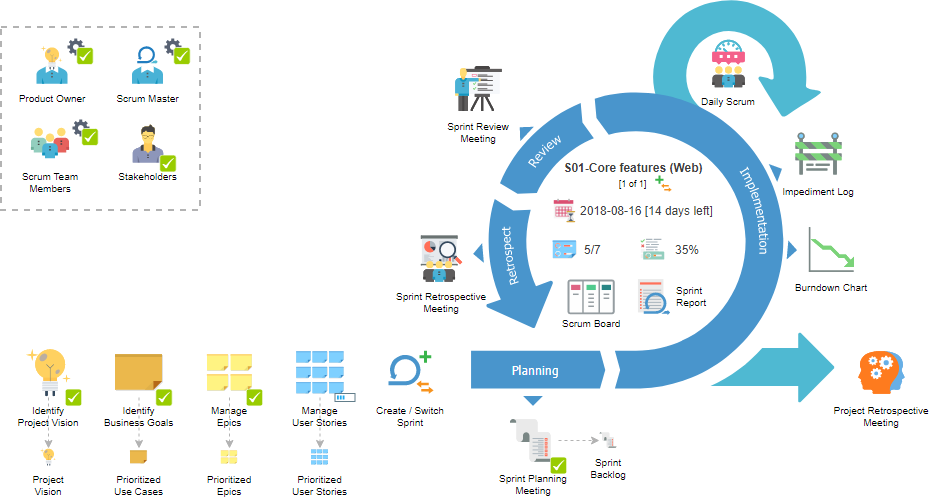 Product Owner
Scrum Master
Scrum Team
Members
Stakeholders
Daily Scrum
Sprint Review
Meeting
Review
Implementation
Impediment Log
S01-Core features (Web)
[1 of 1]
2018-08-16 [14 days left]
5/7
35%
Retrospect
Sprint Retrospective
Meeting
Burndown Chart
Scrum Board
Sprint
Report
Planning
Identify
Project Vision
Identify
Business Goals
Manage
Epics
Manage
User Stories
Create / Switch
Sprint
Project Retrospective
Meeting
Project
Vision
Prioritized
Use Cases
Prioritized
Epics
Prioritized
User Stories
Sprint Planning
Meeting
Sprint
Backlog